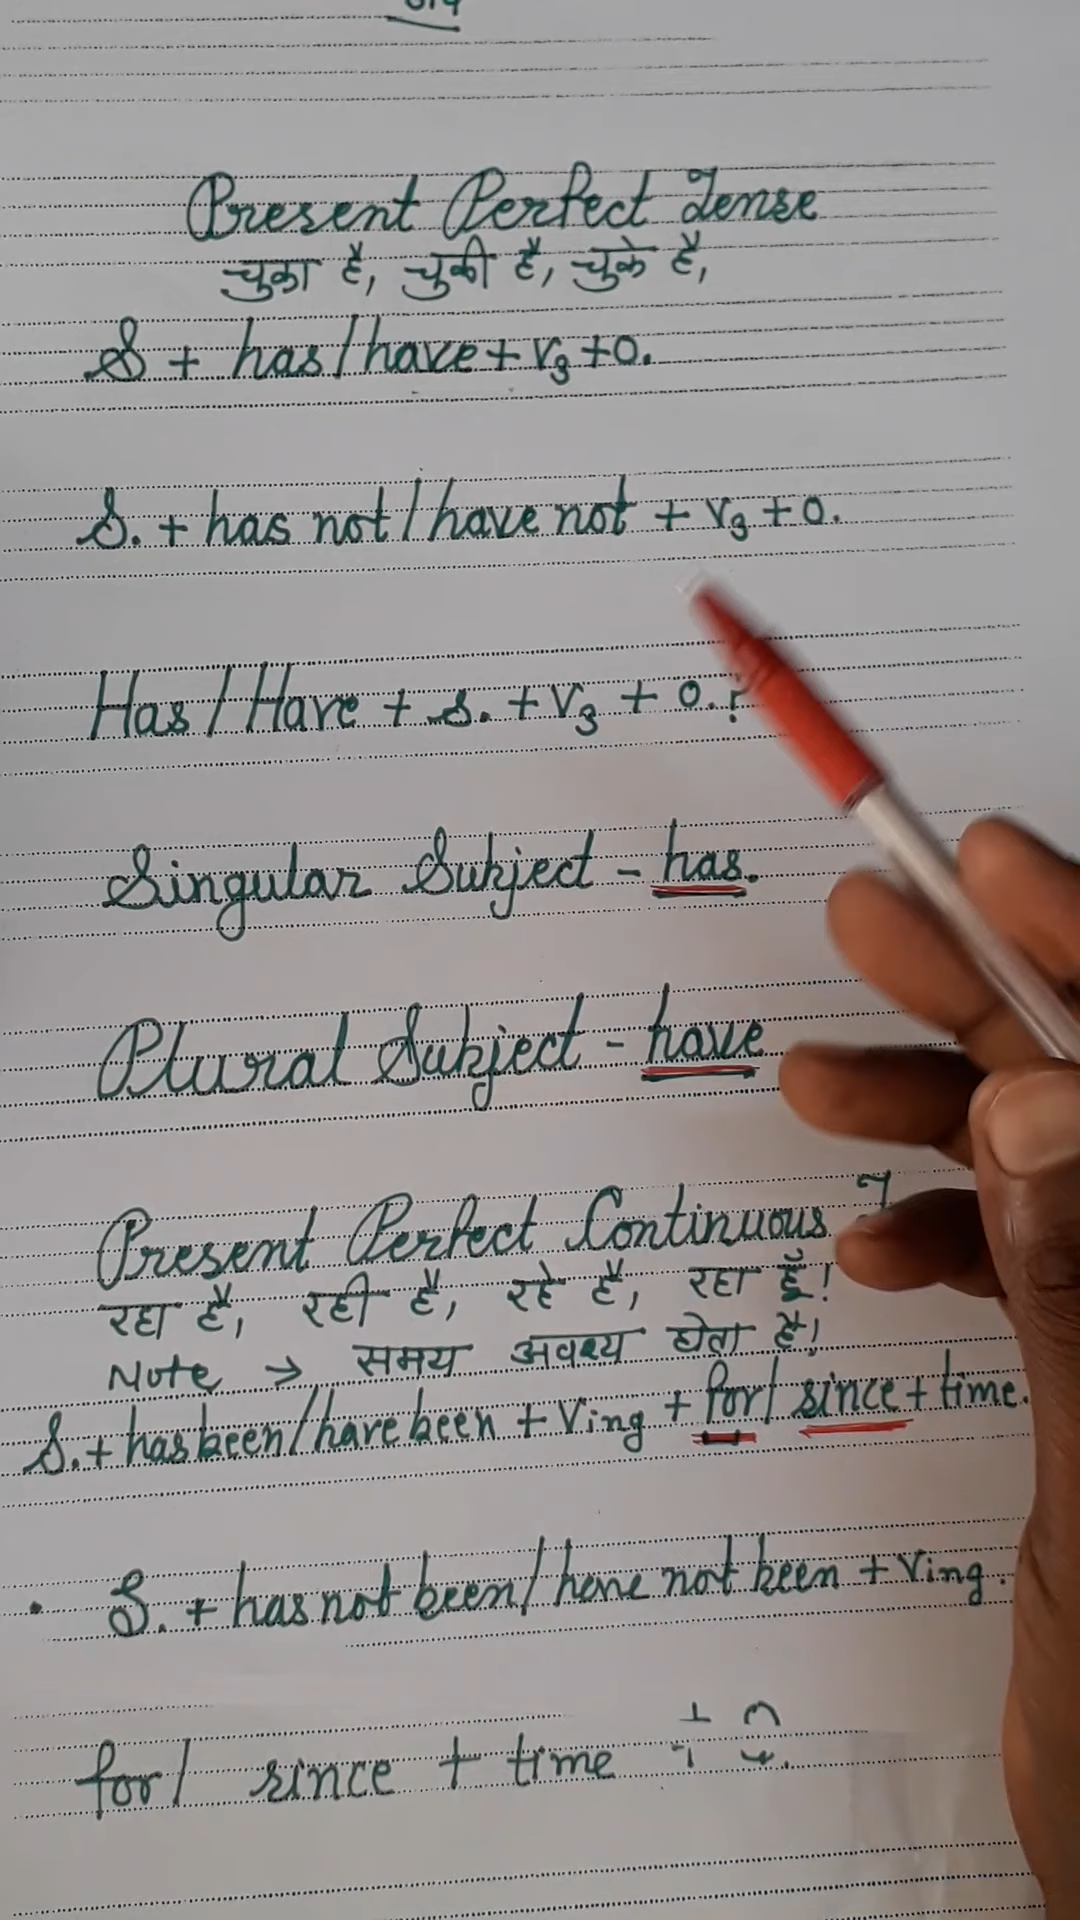 Present Perfect Tense
चुका है, चुकी है, चुके है,
S + has/have + V3 + O.
S. + has not/have not + V3 + O.
Has/Have + S. + V3 + O.?
Singular Subject - has.
Plural Subject - have
Present Perfect Continuous T
रहा है, रही है, रहे है, रहा हूँ!
Note → समय अवश्य होता है।
S. + has been/have been + Ving + for/ since + time.
S. + has not been/have not been + Ving.
for/ since + time